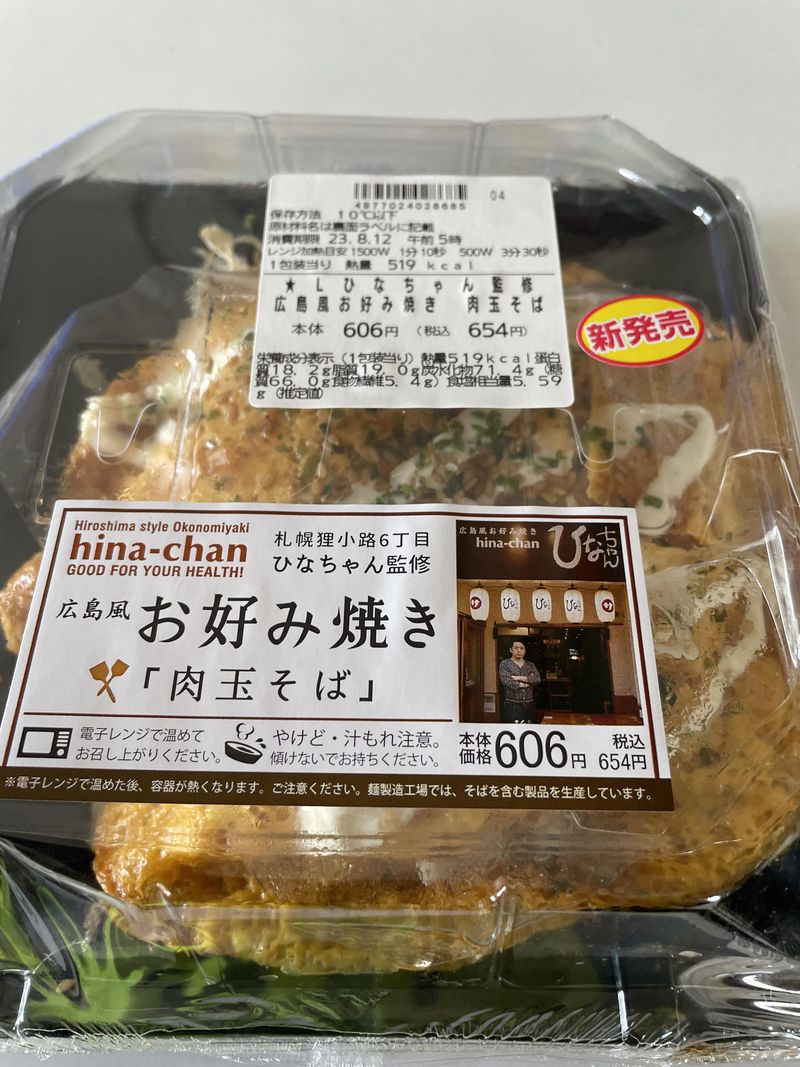 4977024028685
04
保存方法 10℃以下
原材料名は裏面ラベルに記載
消費期限 23.8.12 午前5時
レンジ加熱目安1500W 1分10秒 500W 3分30秒
1包装当り 熱量 519 kcal
★Lひなちゃん監修
広島風お好み焼き 肉玉そば
本体 606円 (税込 654円)
栄養成分表示(1包装当り)熱量519kcal蛋白
質18.2g脂質19.0g炭水化物71.4g(糖
質66.0g食物繊維5.4g)食塩相当量5.59
g(推定値)
新発売
Hiroshima style Okonomiyaki
hina-chan
GOOD FOR YOUR HEALTH!
札幌狸小路6丁目
ひなちゃん監修
広島風 お好み焼き
「肉玉そば」
広島風お好み焼き
hina-chan
ひなちゃん
電子レンジで温めて
お召し上がりください。
やけど・汁もれ注意。
傾けないでお持ちください。
本体価格606円 税込654円
※電子レンジで温めた後、容器が熱くなります。ご注意ください。麺製造工場では、そばを含む製品を生産しています。